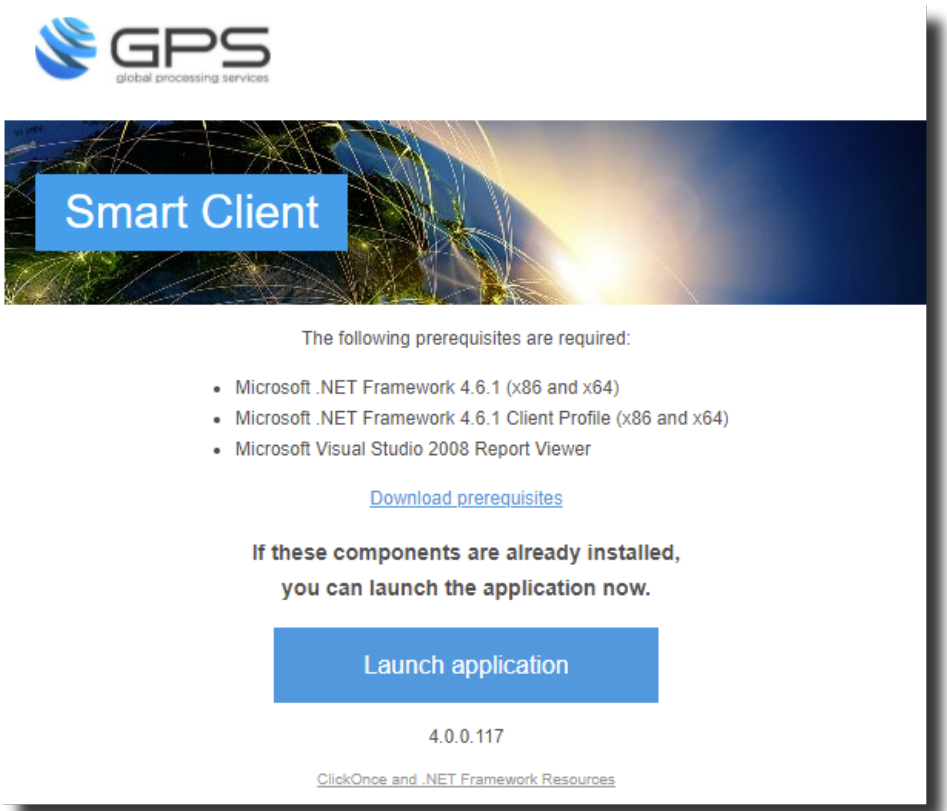 GPS
global processing services
Smart Client
The following prerequisites are required:
• Microsoft .NET Framework 4.6.1 (x86 and x64)
• Microsoft .NET Framework 4.6.1 Client Profile (x86 and x64)
• Microsoft Visual Studio 2008 Report Viewer
Download prerequisites
If these components are already installed,
you can launch the application now.
Launch application
4.0.0.117
ClickOnce and .NET Framework Resources